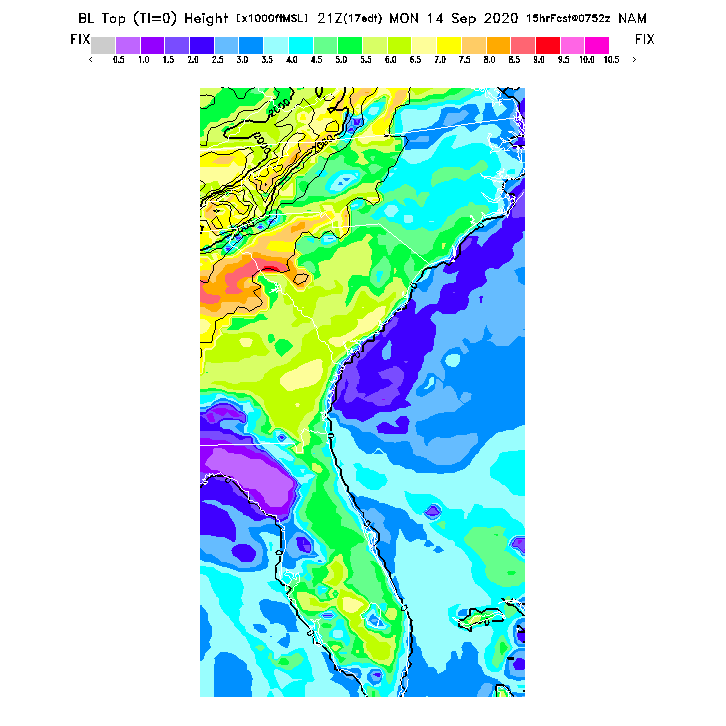 BL Top (TI=0) Height [x1000ftMSL] 21Z(17edt) MON 14 Sep 2020 15hrFcst@0752z NAM
FIX FIX
< 0.5 1.0 1.5 2.0 2.5 3.0 3.5 4.0 4.5 5.0 5.5 6.0 6.5 7.0 7.5 8.0 8.5 9.0 9.5 10.0 10.5 >
2000
2000
2000